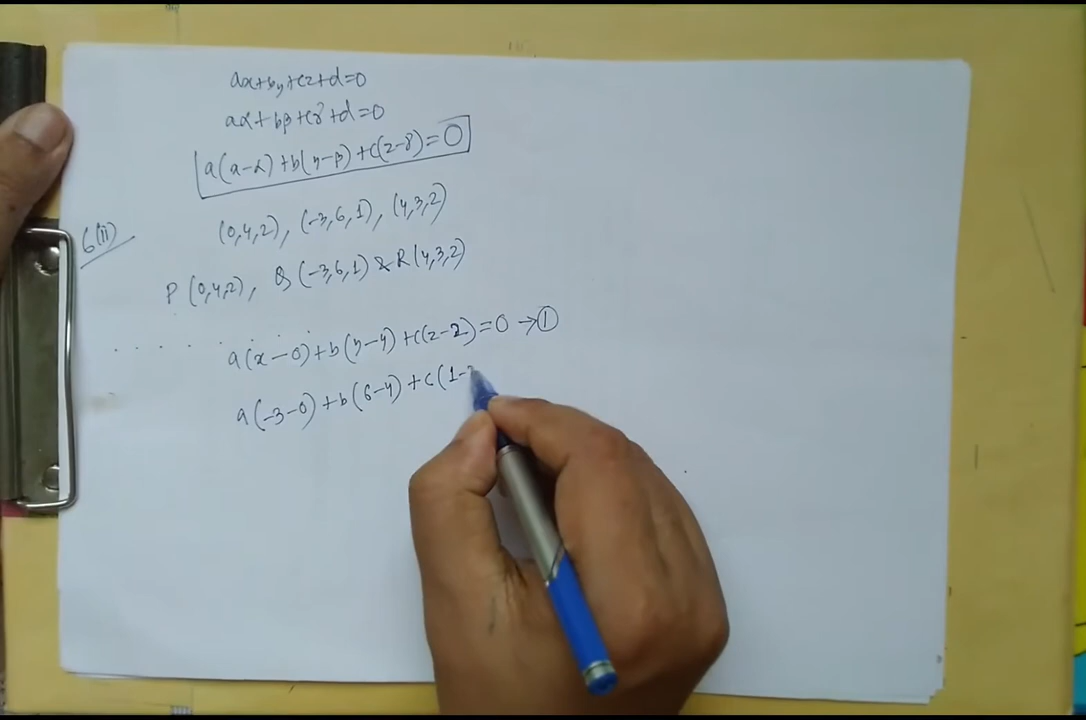 ax+by+cz+d=0
aα+bβ+cγ+d=0
a(a-α)+b(y-β)+c(z-8)=0
6(ii)
(0,4,2), (-3,6,1), (4,3,2)
P (0,4,2), Q (-3,6,1) & R(4,3,2)
a(x-0)+b(y-4)+c(z-2)=0 →①
a(-3-0)+b(6-4)+c(1-